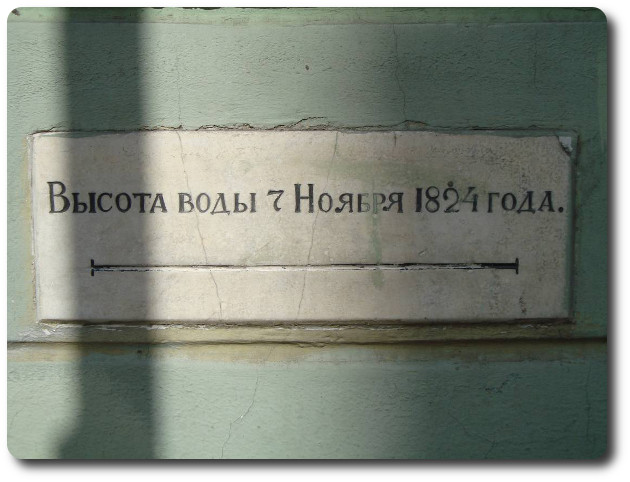 Высота воды 7 Ноября 1824 года.